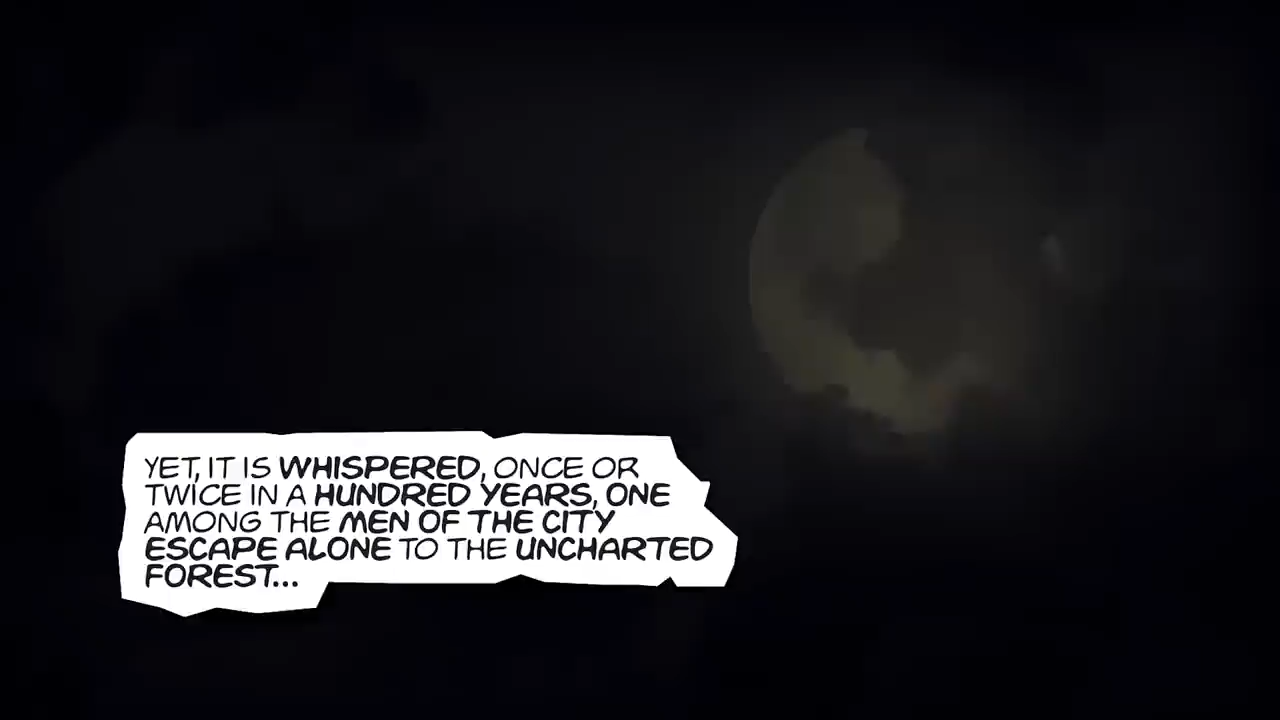 YET, IT IS WHISPERED, ONCE OR
TWICE IN A HUNDRED YEARS, ONE
AMONG THE MEN OF THE CITY
ESCAPE ALONE TO THE UNCHARTED
FOREST...